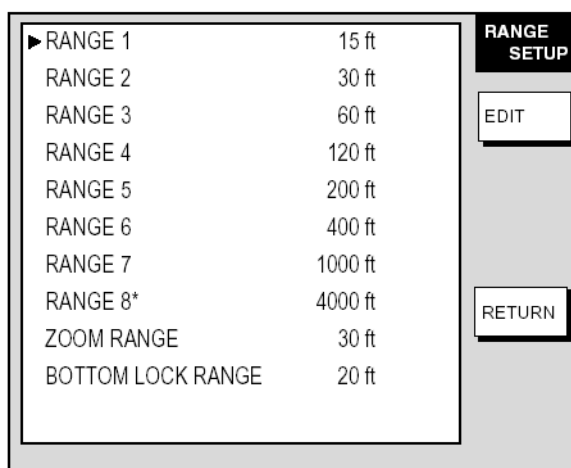 ▶RANGE 1 15 ft
RANGE 2 30 ft
RANGE 3 60 ft
RANGE 4 120 ft
RANGE 5 200 ft
RANGE 6 400 ft
RANGE 7 1000 ft
RANGE 8* 4000 ft
ZOOM RANGE 30 ft
BOTTOM LOCK RANGE 20 ft
RANGE
SETUP
EDIT
RETURN